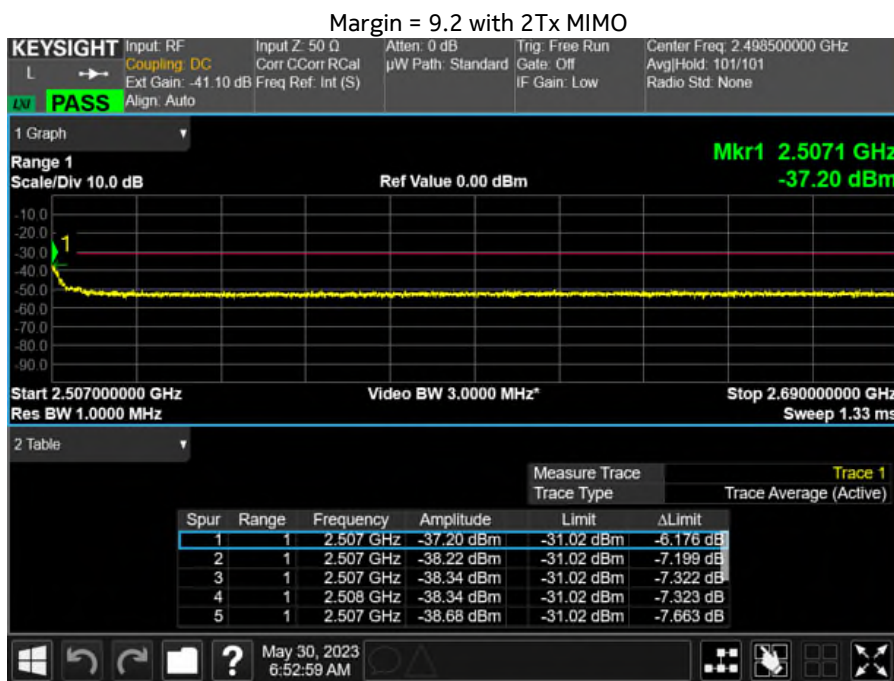 Margin = 9.2 with 2Tx MIMO
KEYSIGHT Input: RF Input Z: 50 Ω Atten: 0 dB Trig: Free Run Center Freq: 2.498500000 GHz
L Coupling: DC Corr CCorr RCal µW Path: Standard Gate: Off Avg|Hold: 101/101
Ext Gain: -41.10 dB Freq Ref: Int (S) IF Gain: Low Radio Std: None
LXI PASS Align: Auto
1 Graph
Range 1 Mkr1 2.5071 GHz
Scale/Div 10.0 dB Ref Value 0.00 dBm -37.20 dBm
-10.0
-20.0
1
-30.0
-40.0
-50.0
-60.0
-70.0
-80.0
-90.0
Start 2.507000000 GHz Video BW 3.0000 MHz* Stop 2.690000000 GHz
Res BW 1.0000 MHz Sweep 1.33 ms
2 Table
Measure Trace Trace 1
Trace Type Trace Average (Active)
Spur Range Frequency Amplitude Limit ΔLimit
1 1 2.507 GHz -37.20 dBm -31.02 dBm -6.176 dB
2 1 2.507 GHz -38.22 dBm -31.02 dBm -7.199 dB
3 1 2.507 GHz -38.34 dBm -31.02 dBm -7.322 dB
4 1 2.508 GHz -38.34 dBm -31.02 dBm -7.323 dB
5 1 2.507 GHz -38.68 dBm -31.02 dBm -7.663 dB
? May 30, 2023
6:52:59 AM